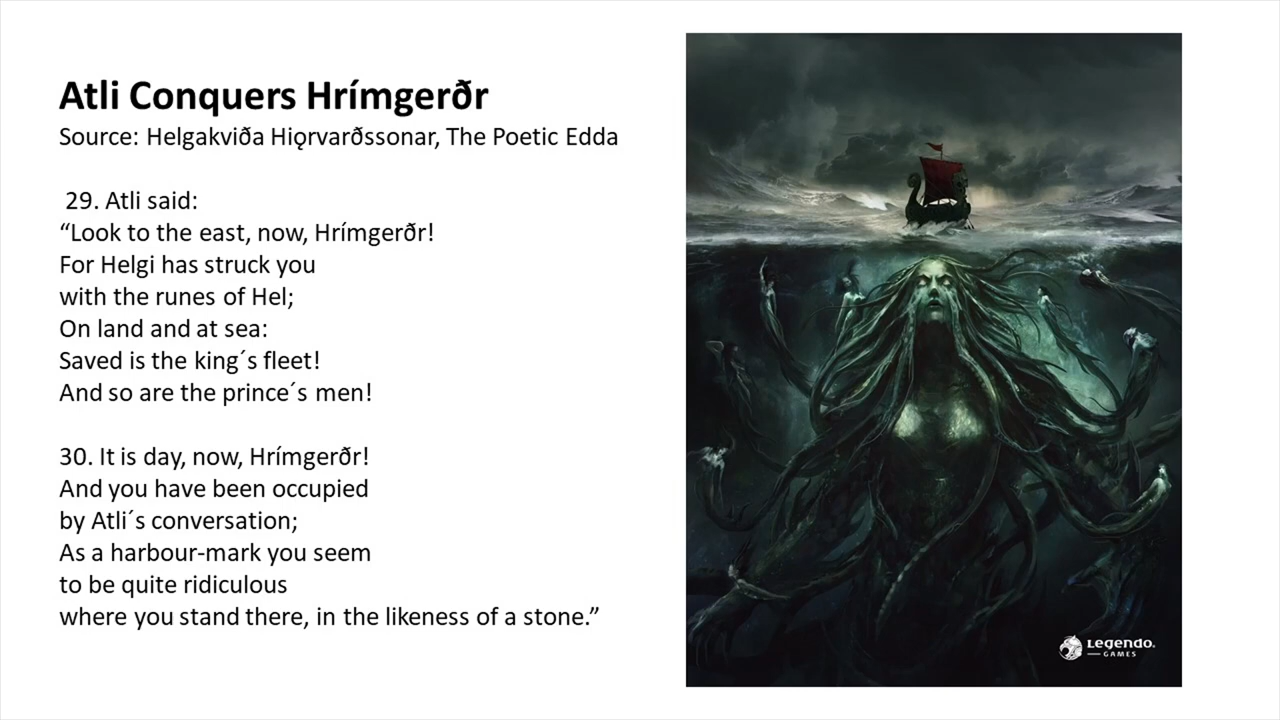 Atli Conquers Hrímgerðr
Source: Helgakviða Hiǫrvarðssonar, The Poetic Edda
29. Atli said:
“Look to the east, now, Hrímgerðr!
For Helgi has struck you
with the runes of Hel;
On land and at sea:
Saved is the king´s fleet!
And so are the prince´s men!
30. It is day, now, Hrímgerðr!
And you have been occupied
by Atli´s conversation;
As a harbour-mark you seem
to be quite ridiculous
where you stand there, in the likeness of a stone.”
Legendo
GAMES